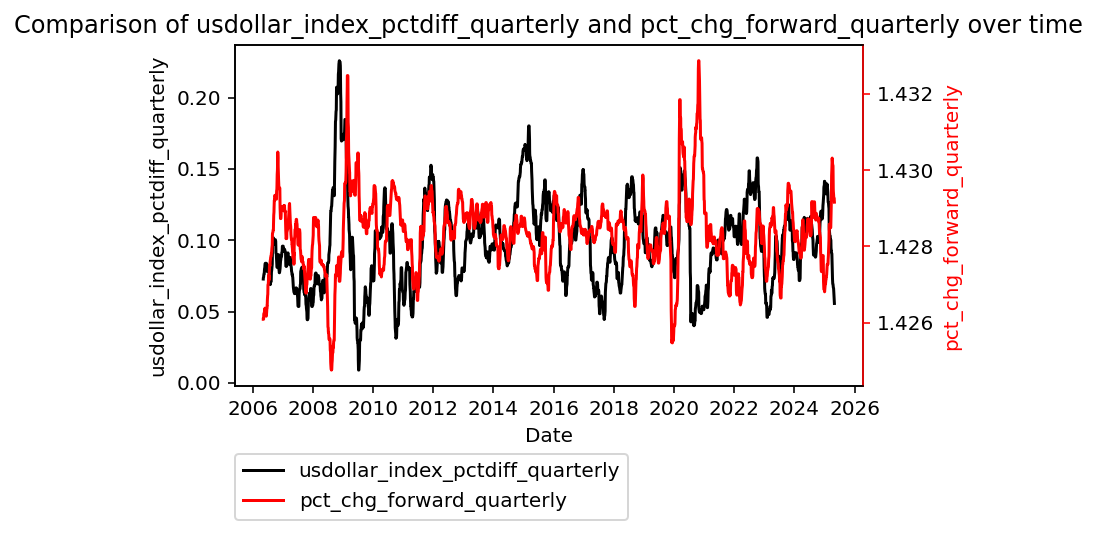 Comparison of usdollar_index_pctdiff_quarterly and pct_chg_forward_quarterly over time
usdollar_index_pctdiff_quarterly
0.20
0.15
0.10
0.05
0.00
1.432
1.430
1.428
1.426
pct_chg_forward_quarterly
2006 2008 2010 2012 2014 2016 2018 2020 2022 2024 2026
Date
usdollar_index_pctdiff_quarterly
pct_chg_forward_quarterly